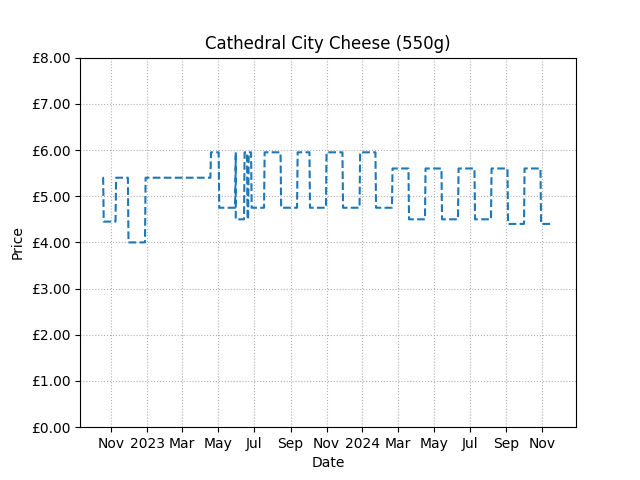 Cathedral City Cheese (550g)
£8.00
£7.00
£6.00
£5.00
£4.00
£3.00
£2.00
£1.00
£0.00
Price
Nov 2023 Mar May Jul Sep Nov 2024 Mar May Jul Sep Nov
Date